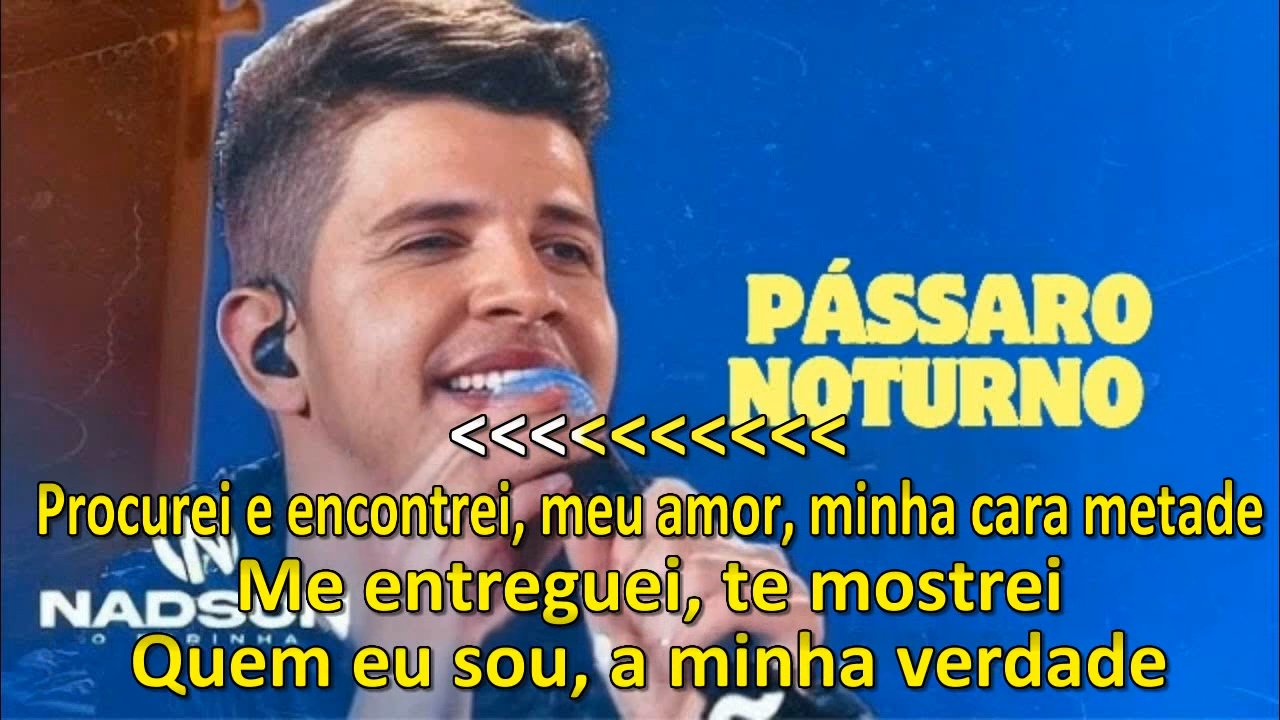 PÁSSARO
NOTURNO
<<<<<<<<<<
Procurei e encontrei, meu amor, minha cara metade
Me entreguei, te mostrei
NADSON
Quem eu sou, a minha verdade